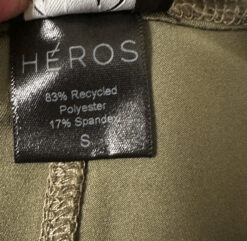 HÉROS
83% Recycled
Polyester
17% Spandex
S